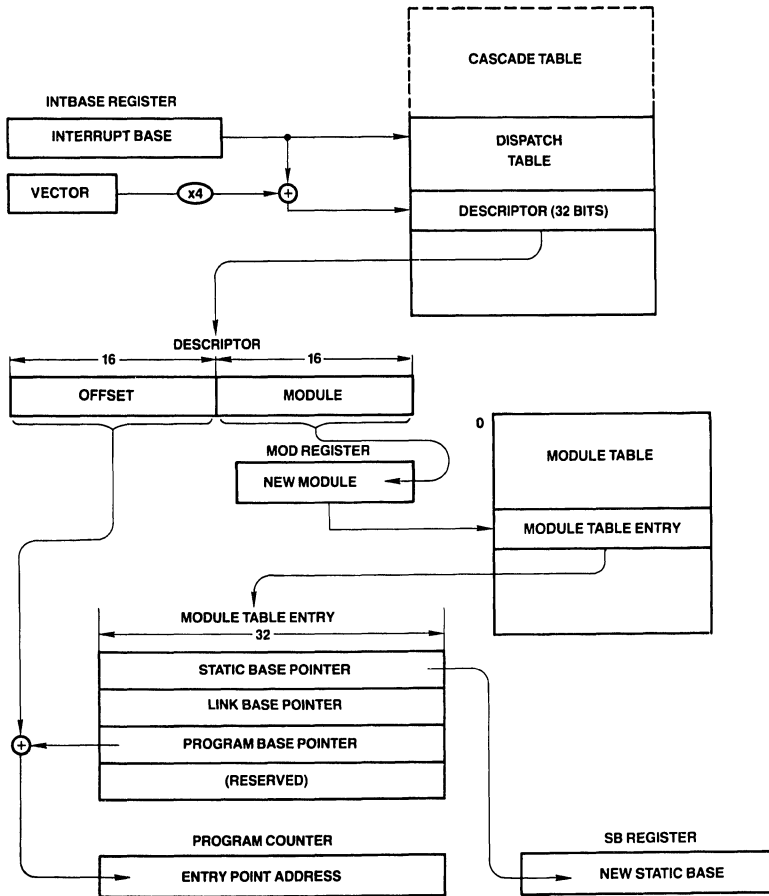 CASCADE TABLE
INTBASE REGISTER
INTERRUPT BASE
DISPATCH
TABLE
VECTOR
x4
+
DESCRIPTOR (32 BITS)
DESCRIPTOR
16
16
OFFSET
MODULE
0
MOD REGISTER
NEW MODULE
MODULE TABLE
MODULE TABLE ENTRY
MODULE TABLE ENTRY
32
STATIC BASE POINTER
LINK BASE POINTER
+
PROGRAM BASE POINTER
(RESERVED)
PROGRAM COUNTER
ENTRY POINT ADDRESS
SB REGISTER
NEW STATIC BASE